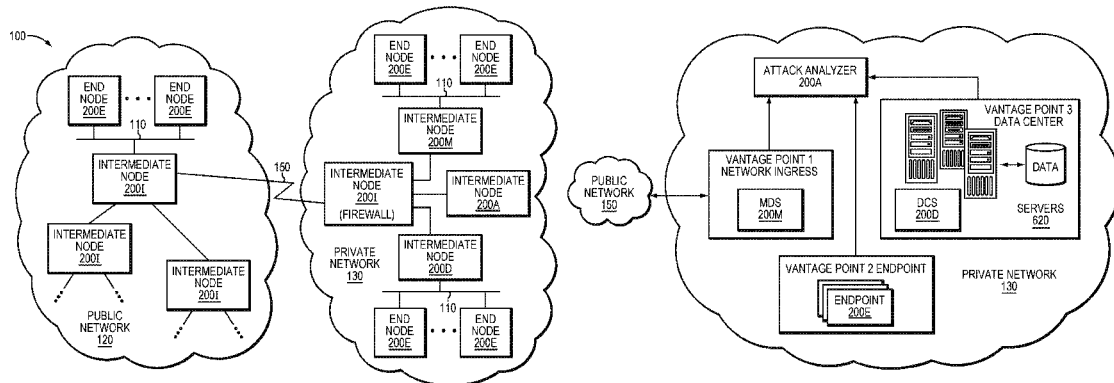 100
END
NODE
200E
END
NODE
200E
110
INTERMEDIATE
NODE
200I
INTERMEDIATE
NODE
200I
INTERMEDIATE
NODE
200I
PUBLIC
NETWORK
120
150
END
NODE
200E
END
NODE
200E
110
INTERMEDIATE
NODE
200M
INTERMEDIATE
NODE
200I
(FIREWALL)
INTERMEDIATE
NODE
200A
INTERMEDIATE
NODE
200D
PRIVATE
NETWORK
130
110
END
NODE
200E
END
NODE
200E
PUBLIC
NETWORK
150
ATTACK ANALYZER
200A
VANTAGE POINT 1
NETWORK INGRESS
MDS
200M
VANTAGE POINT 3
DATA CENTER
DATA
DCS
200D
SERVERS
620
VANTAGE POINT 2 ENDPOINT
ENDPOINT
200E
PRIVATE NETWORK
130